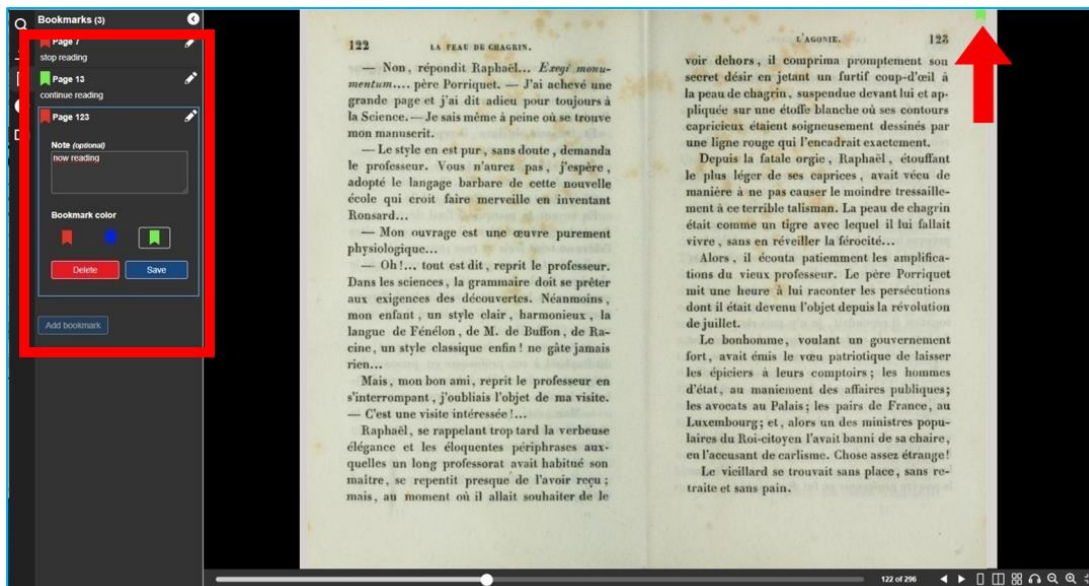 Bookmarks (3)
Page 7
stop reading
Page 13
continue reading
Page 123
Note (optional)
now reading
Bookmark color
Delete
Save
Add bookmark
122
LA PEAU DE CHAGRIN.
— Non, répondit Raphaël... Exegi monu-
mentum.... père Porriquet. — J'ai achevé une
grande page et j'ai dit adieu pour toujours à
la Science. — Je sais même à peine où se trouve
mon manuscrit.
— Le style en est pur, sans doute, demanda
le professeur. Vous n'aurez pas, j'espère,
adopté le langage barbare de cette nouvelle
école qui croit faire merveille en inventant
Ronsard...
— Mon ouvrage est une œuvre purement
physiologique...
— Oh!... tout est dit, reprit le professeur.
Dans les sciences, la grammaire doit se prêter
aux exigences des découvertes. Néanmoins,
mon enfant, un style clair, harmonieux, la
langue de Fénélon, de M. de Buffon, de Ra-
cine, un style classique enfin! ne gâte jamais
rien...
Mais, mon bon ami, reprit le professeur en
s'interrompant, j'oubliais l'objet de ma visite.
— C'est une visite intéressée!...
Raphaël, se rappelant trop tard la verbeuse
élégance et les éloquentes périphrases aux-
quelles un long professorat avait habitué son
maître, se repentit presque de l'avoir reçu;
mais, au moment où il allait souhaiter de le
L'AGONIE.
123
voir dehors, il comprima promptement son
secret désir en jetant un furtif coup-d'œil à
la peau de chagrin, suspendue devant lui et ap-
pliquée sur une étoffe blanche où ses contours
capricieux étaient soigneusement dessinés par
une ligne rouge qui l'encadrait exactement.
Depuis la fatale orgie, Raphaël, étouffant
le plus léger de ses caprices, avait vécu de
manière à ne pas causer le moindre tressaille-
ment à ce terrible talisman. La peau de chagrin
était comme un tigre avec lequel il lui fallait
vivre, sans en réveiller la férocité...
Alors, il écouta patiemment les amplifica-
tions du vieux professeur. Le père Porriquet
mit une heure à lui raconter les persécutions
dont il était devenu l'objet depuis la révolution
de juillet.
Le bonhomme, voulant un gouvernement
fort, avait émis le vœu patriotique de laisser
les épiciers à leurs comptoirs; les hommes
d'état, au maniement des affaires publiques;
les avocats au Palais; les pairs de France, au
Luxembourg; et, alors un des ministres popu-
laires du Roi-citoyen l'avait banni de sa chaire,
en l'accusant de carlisme. Chose assez étrange!
Le vieillard se trouvait sans place, sans re-
traite et sans pain.
122 of 296